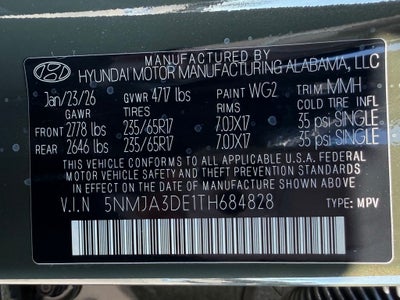 MANUFACTURED BY
HYUNDAI MOTOR MANUFACTURING ALABAMA, LLC
Jan/23/26 GVWR 4717 lbs PAINT WG2 TRIM MMH
GAWR TIRES RIMS COLD TIRE INFL
FRONT 2778 lbs 235/65R17 7.0JX17 35 psi SINGLE
REAR 2646 lbs 235/65R17 7.0JX17 35 psi SINGLE
THIS VEHICLE CONFORMS TO ALL APPLICABLE U.S.A. FEDERAL
MOTOR VEHICLE SAFETY AND THEFT PREVENTION STANDARDS
IN EFFECT ON THE DATE OF MANUFACTURE SHOWN ABOVE.
V.I.N 5NMJA3DE1TH684828 TYPE: MPV